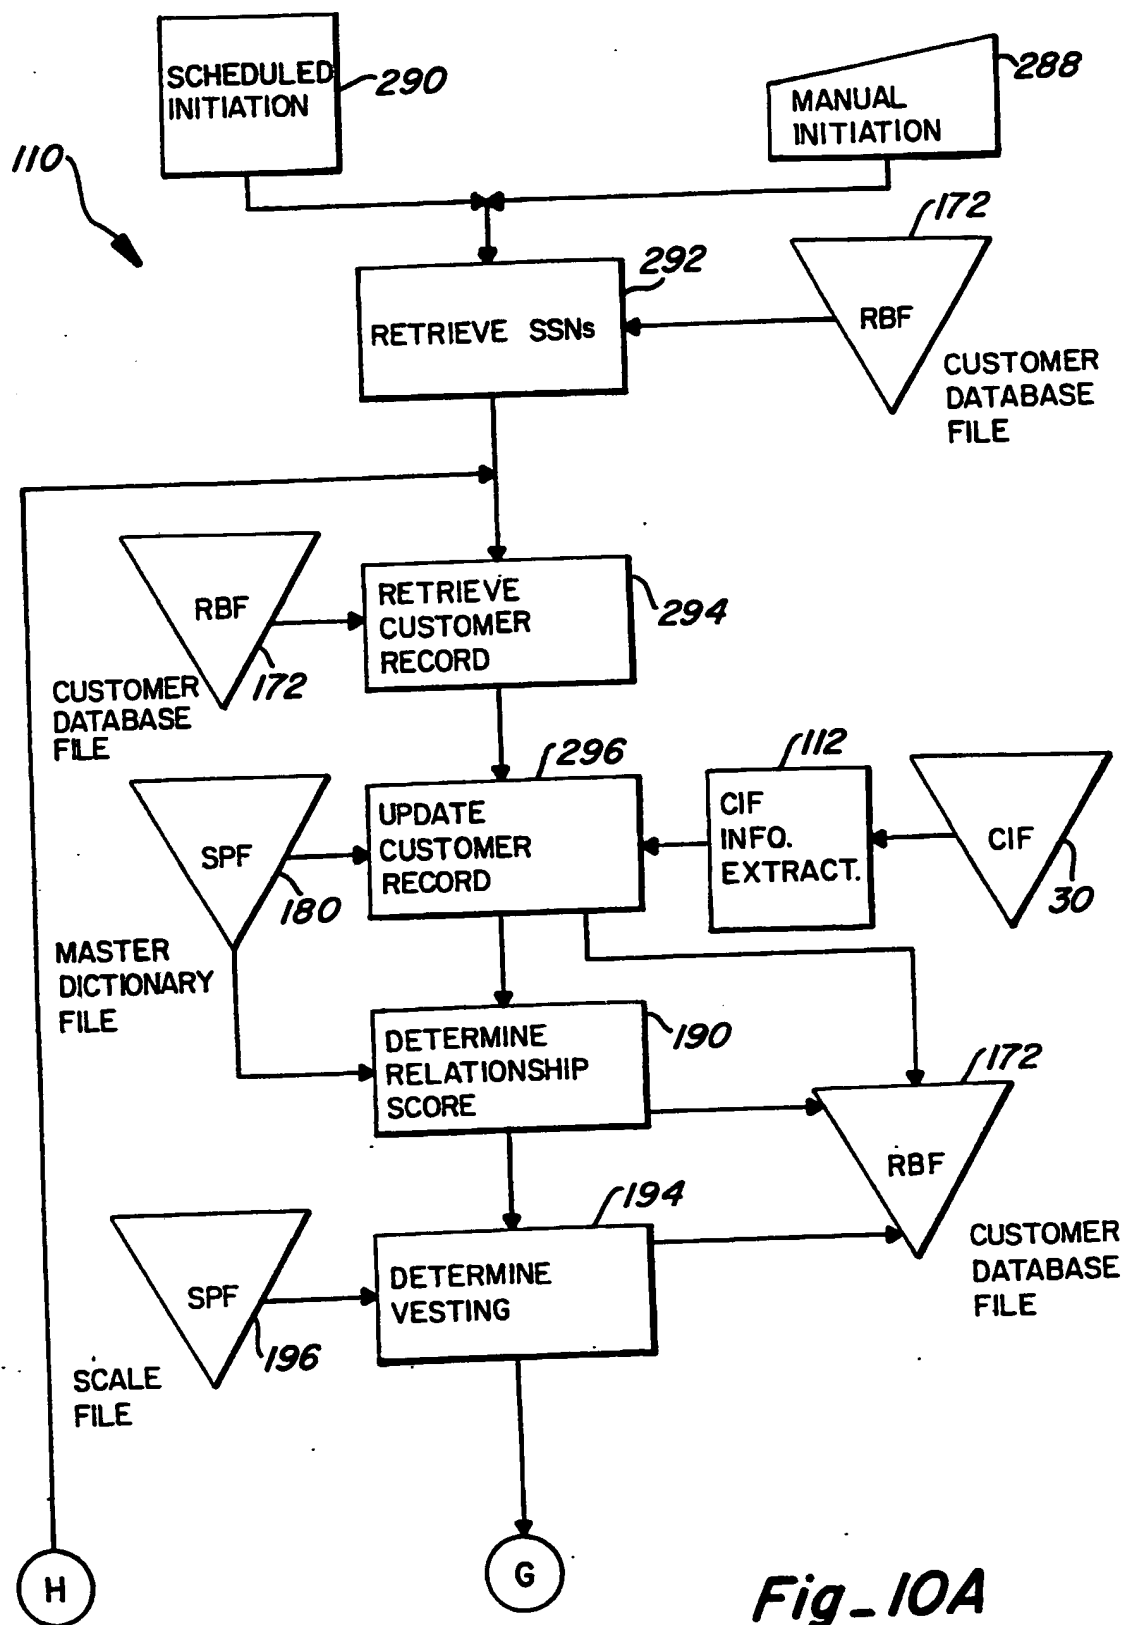 SCHEDULED
INITIATION
290
MANUAL
INITIATION
288
110
172
292
RETRIEVE SSNs
RBF
CUSTOMER
DATABASE
FILE
RBF
172
CUSTOMER
DATABASE
FILE
RETRIEVE
CUSTOMER
RECORD
294
296
112
SPF
180
MASTER
DICTIONARY
FILE
UPDATE
CUSTOMER
RECORD
CIF
INFO.
EXTRACT.
CIF
30
DETERMINE
RELATIONSHIP
SCORE
190
172
RBF
CUSTOMER
DATABASE
FILE
194
SPF
196
SCALE
FILE
DETERMINE
VESTING
H
G
Fig_10A